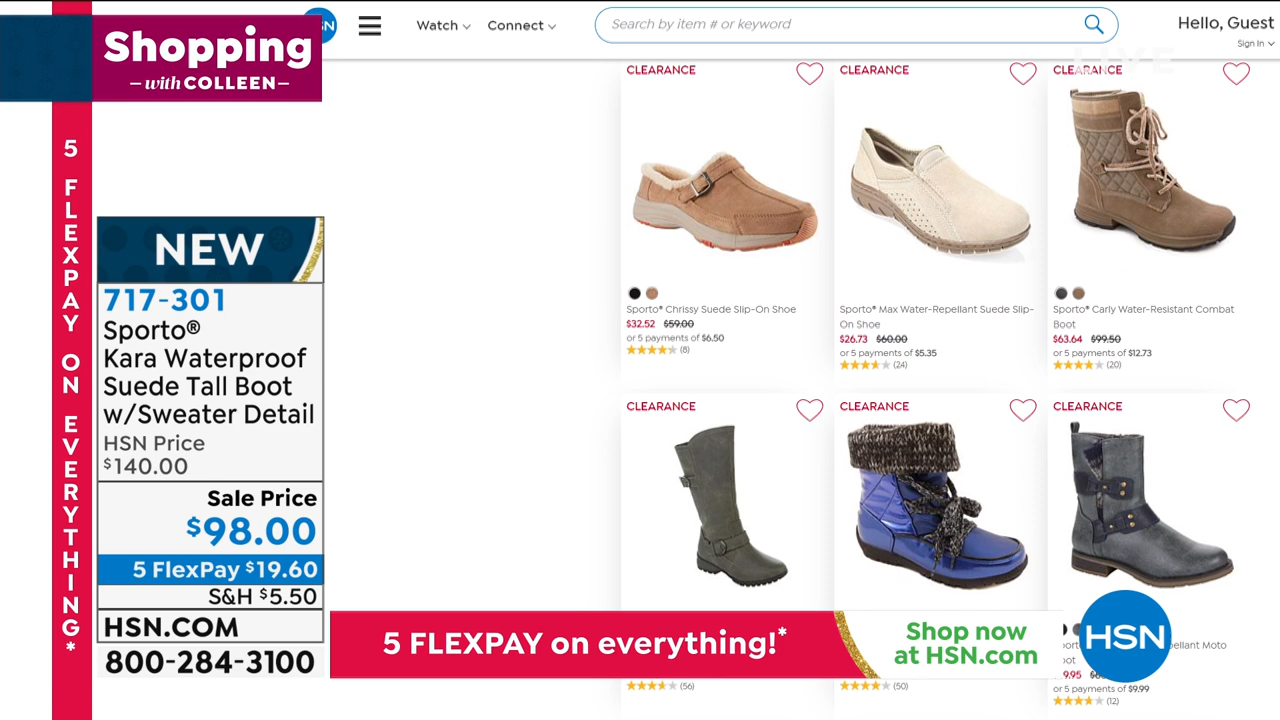 Shopping
with COLLEEN
5 FLEXPAY ON EVERYTHING*
NEW
717-301
Sporto®
Kara Waterproof
Suede Tall Boot
w/Sweater Detail
HSN Price
$140.00
Sale Price
$98.00
5 FlexPay $19.60
S&H $5.50
HSN.COM
800-284-3100
Watch
Connect
Search by item # or keyword
Hello, Guest
Sign In
LIVE
CLEARANCE
CLEARANCE
CLEARANCE
Sporto® Chrissy Suede Slip-On Shoe
$32.52 $59.00
or 5 payments of $6.50
(8)
Sporto® Max Water-Repellant Suede Slip-
On Shoe
$26.73 $60.00
or 5 payments of $5.35
(24)
Sporto® Carly Water-Resistant Combat
Boot
$63.64 $99.50
or 5 payments of $12.73
(20)
CLEARANCE
CLEARANCE
CLEARANCE
(56)
(50)
or 5 payments of $9.99
(12)
5 FLEXPAY on everything!*
Shop now
at HSN.com
HSN